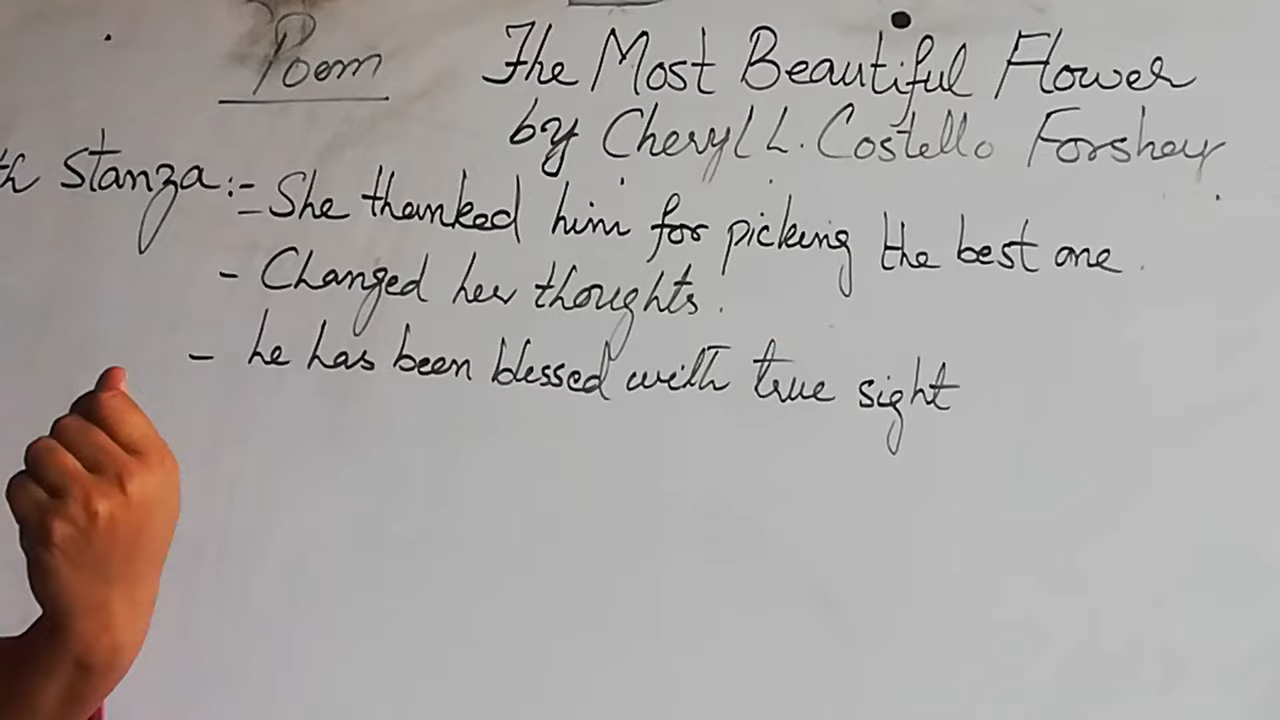 Poem The Most Beautiful Flower
by Cheryl L. Costello Forshey
th Stanza :- She thanked him for picking the best one.
- Changed her thoughts.
- he has been blessed with true sight